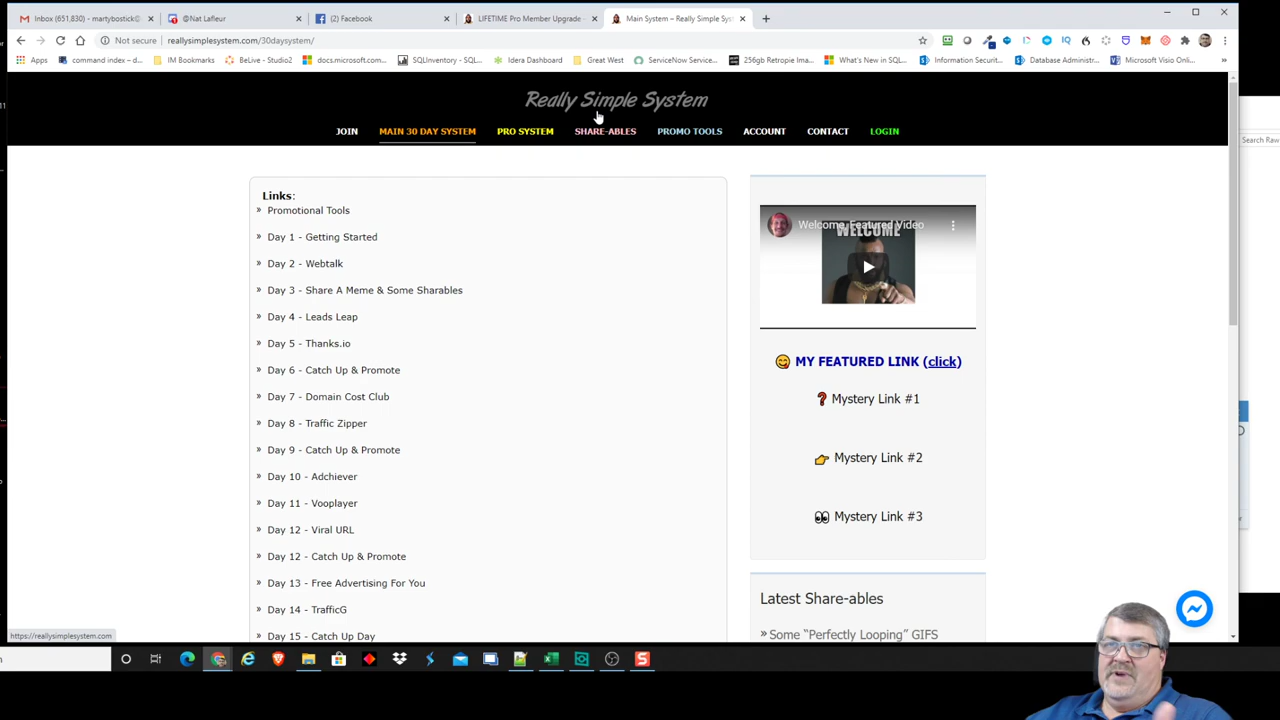 Inbox (651,830) - martybostick@
@Nat Lafleur
(2) Facebook
LIFETIME Pro Member Upgrade -
Main System – Really Simple Sys
Not secure | reallysimplesystem.com/30daysystem/
Apps
command index – d...
IM Bookmarks
BeLive - Studio2
docs.microsoft.com...
SQLInventory - SQL...
Idera Dashboard
Great West
ServiceNow Service...
256gb Retropie Imag...
What's New in SQL...
Information Securit...
Database Administr...
Microsoft Visio Onli...
Search Raw
Really Simple System
JOIN
MAIN 30 DAY SYSTEM
PRO SYSTEM
SHARE-ABLES
PROMO TOOLS
ACCOUNT
CONTACT
LOGIN
Links:
» Promotional Tools
» Day 1 - Getting Started
» Day 2 - Webtalk
» Day 3 - Share A Meme & Some Sharables
» Day 4 - Leads Leap
» Day 5 - Thanks.io
» Day 6 - Catch Up & Promote
» Day 7 - Domain Cost Club
» Day 8 - Traffic Zipper
» Day 9 - Catch Up & Promote
» Day 10 - Adchiever
» Day 11 - Vooplayer
» Day 12 - Viral URL
» Day 12 - Catch Up & Promote
» Day 13 - Free Advertising For You
» Day 14 - TrafficG
» Day 15 - Catch Up Day
Welcome, Featured Video
WELCOME
MY FEATURED LINK (click)
Mystery Link #1
Mystery Link #2
Mystery Link #3
Latest Share-ables
» Some “Perfectly Looping” GIFS
https://reallysimplesystem.com